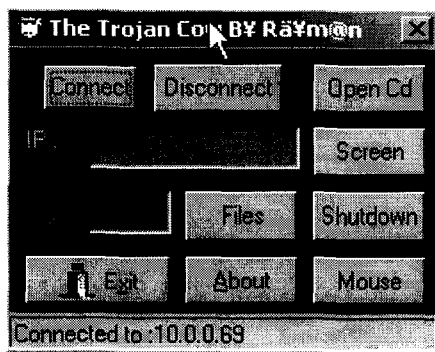 The Trojan Cow B¥ Rä¥m@n
Connect Disconnect Open Cd
IP Screen
Files Shutdown
Exit About Mouse
Connected to :10.0.0.69